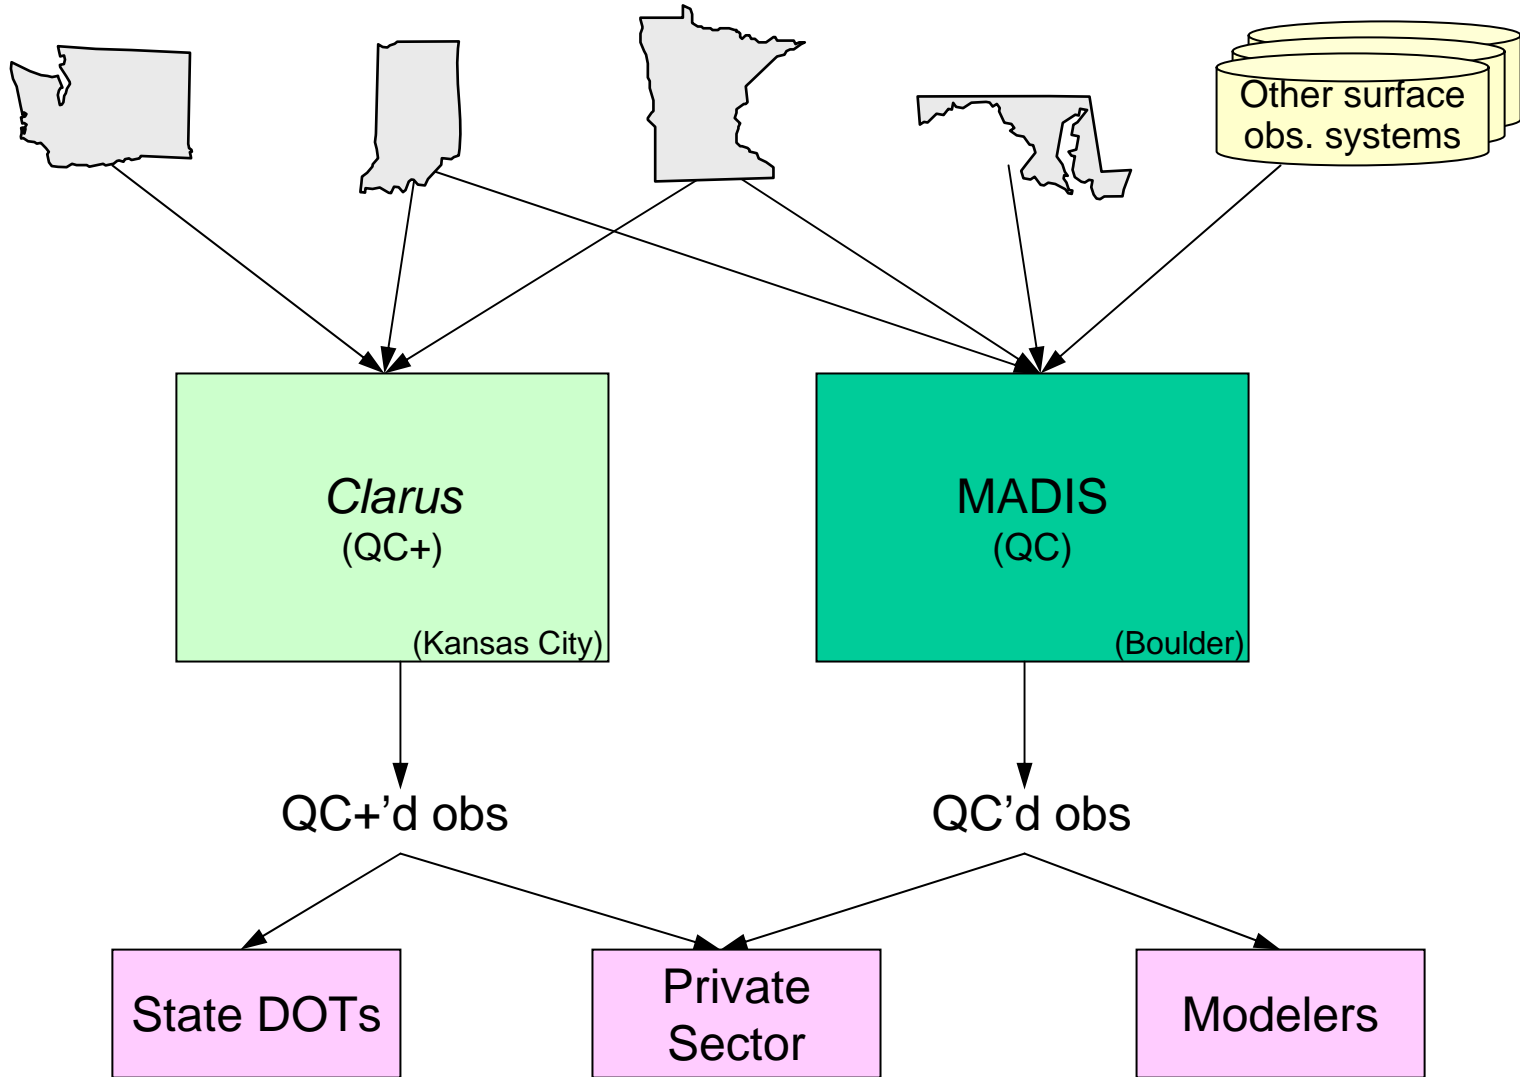 Other surface
obs. systems
Clarus
(QC+)
(Kansas City)
MADIS
(QC)
(Boulder)
QC+’d obs
QC’d obs
State DOTs
Private
Sector
Modelers